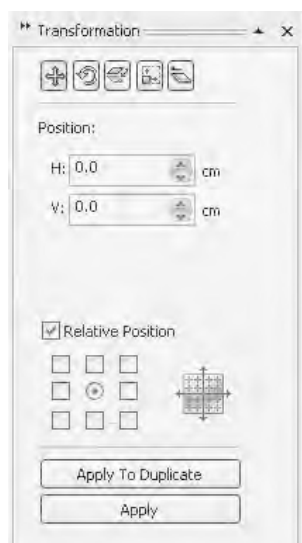 Transformation
Position:
H: 0.0 cm
V: 0.0 cm
Relative Position
Apply To Duplicate
Apply